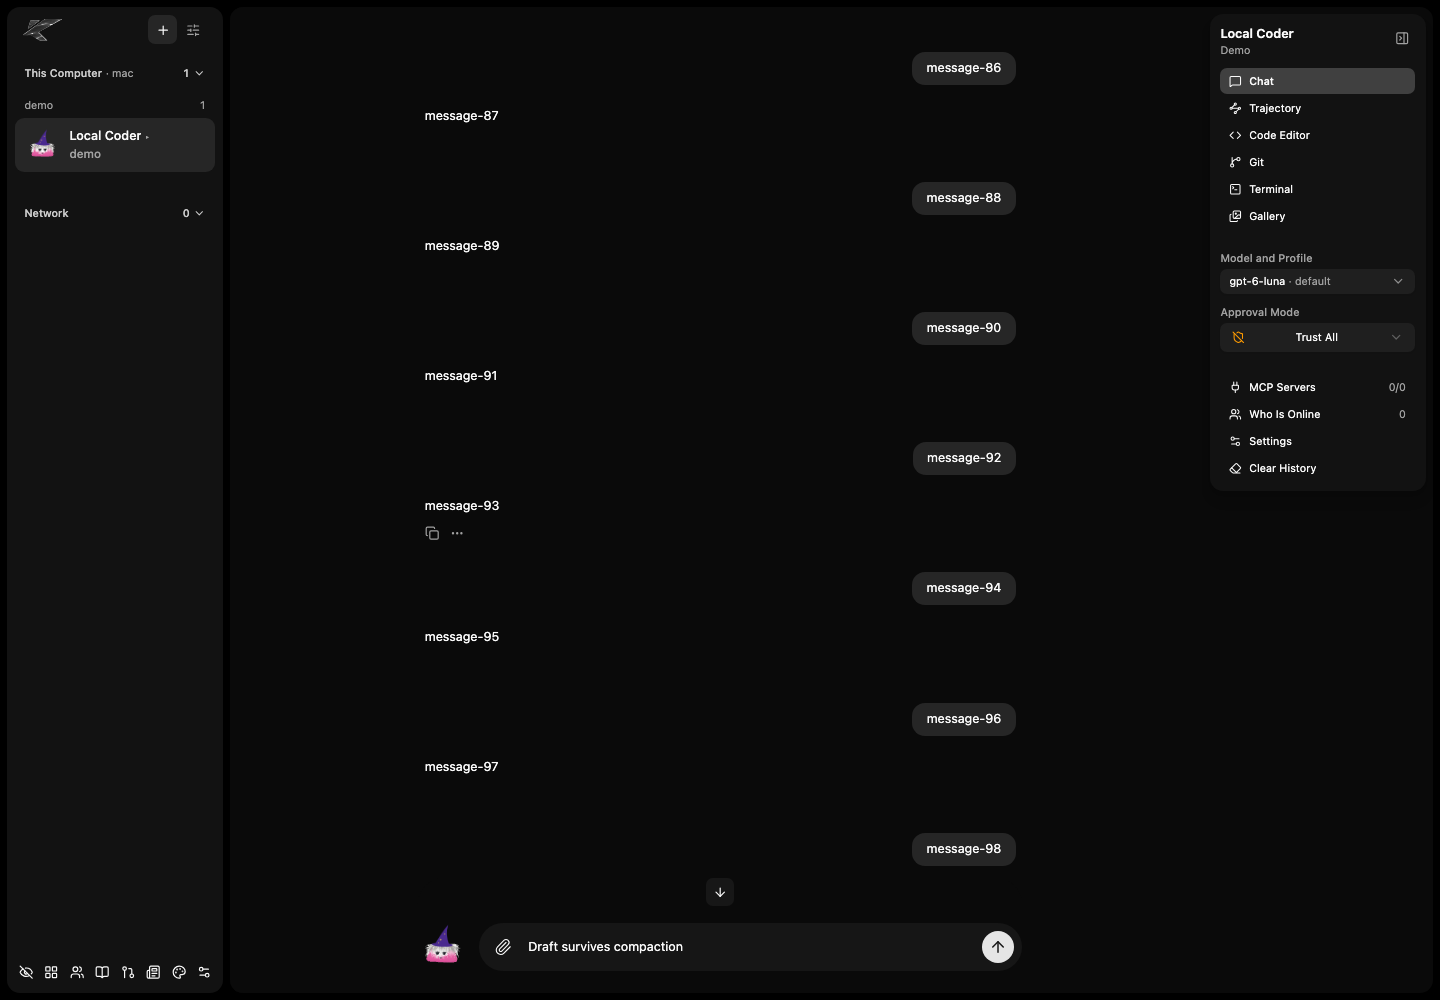 This Computer · mac 1
demo 1
Local Coder
demo
Network 0
message-86
message-87
message-88
message-89
message-90
message-91
message-92
message-93
message-94
message-95
message-96
message-97
message-98
Draft survives compaction
Local Coder
Demo
Chat
Trajectory
Code Editor
Git
Terminal
Gallery
Model and Profile
gpt-6-luna · default
Approval Mode
Trust All
MCP Servers 0/0
Who Is Online 0
Settings
Clear History